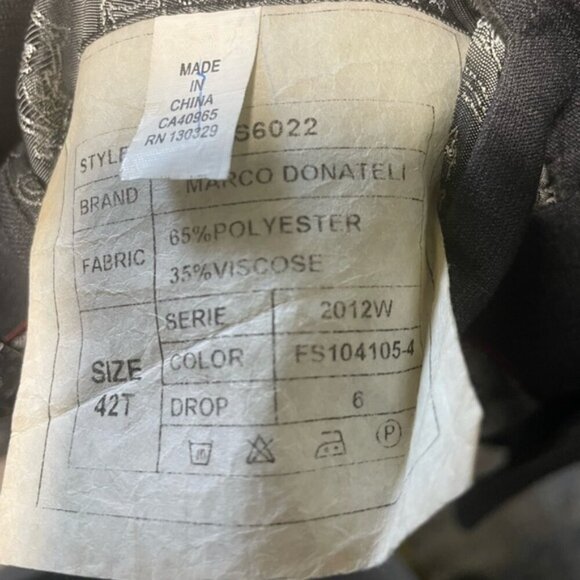 MADE
IN
CHINA
CA40965
RN 130329
STYLE S6022
BRAND MARCO DONATELI
FABRIC 65%POLYESTER
35%VISCOSE
SIZE
42T
SERIE 2012W
COLOR FS104105-4
DROP 6
P